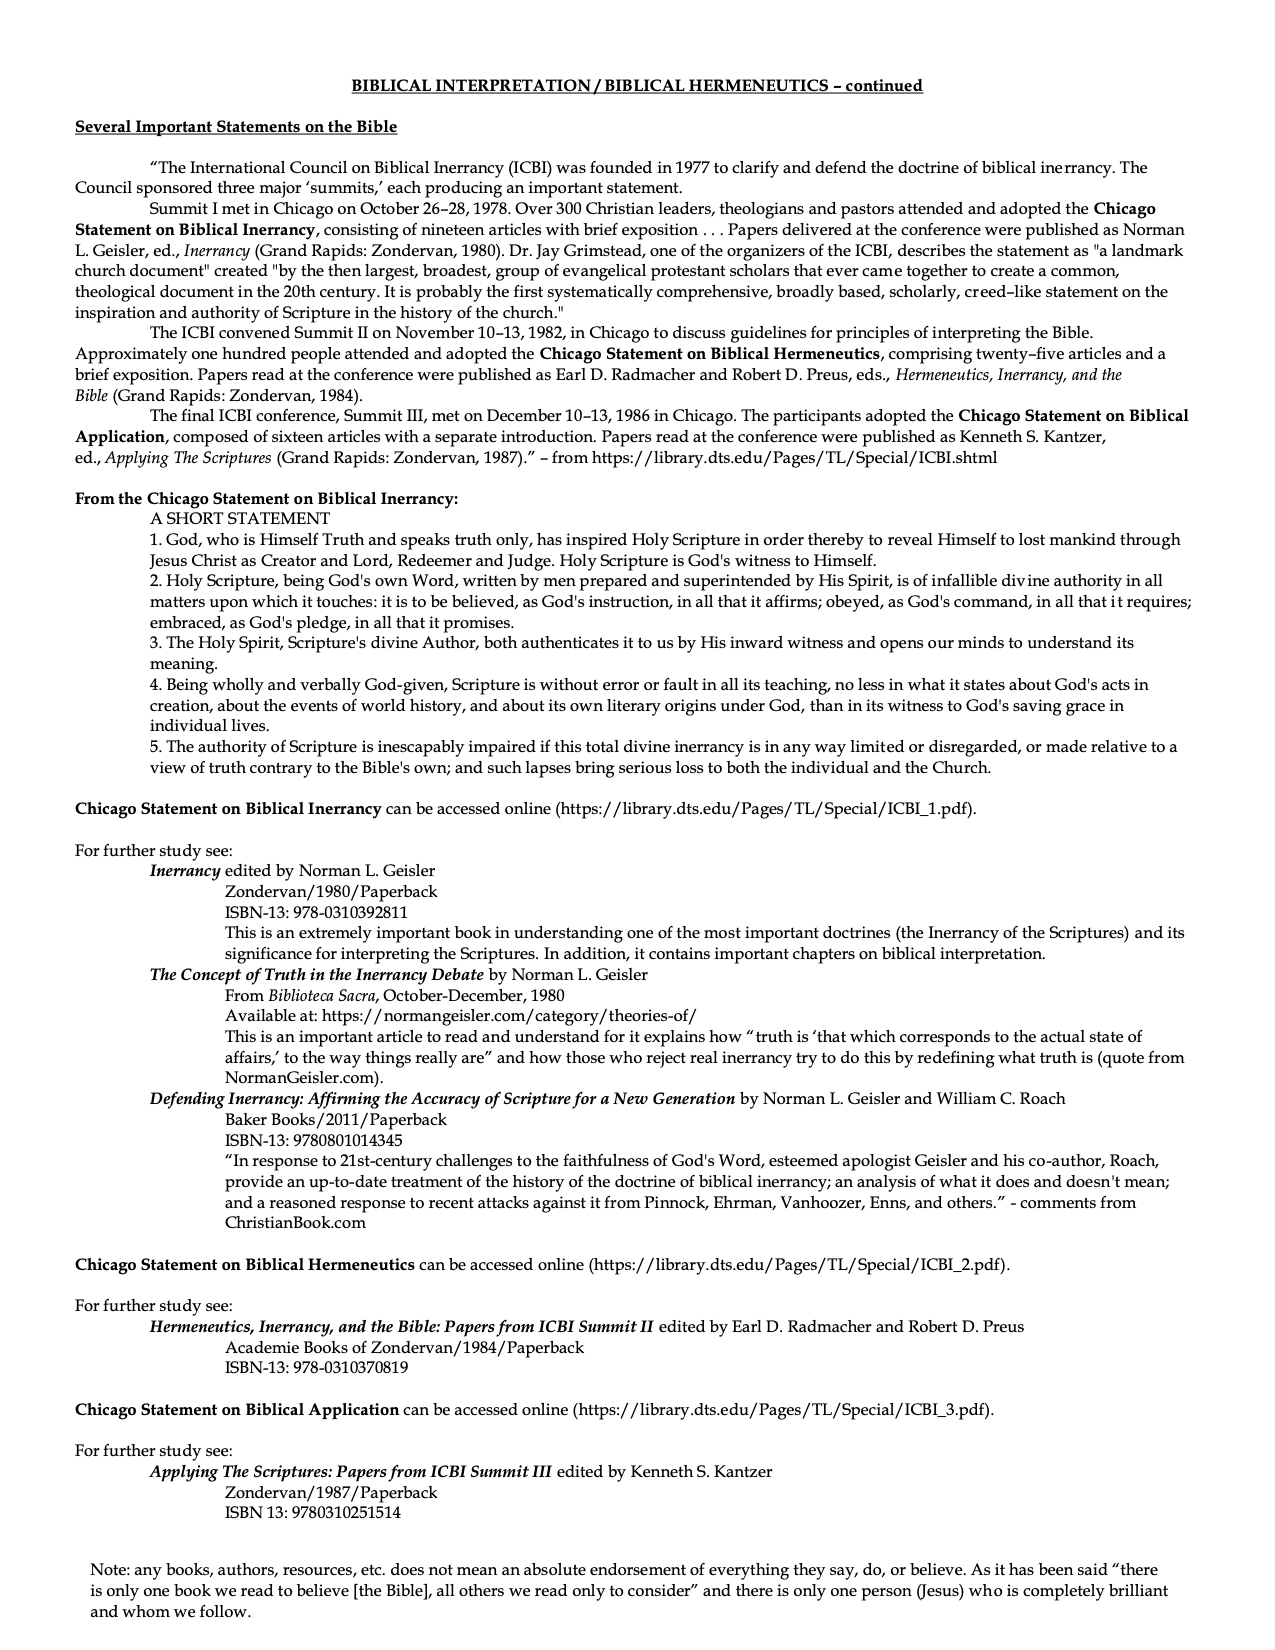 BIBLICAL INTERPRETATION / BIBLICAL HERMENEUTICS – continued
Several Important Statements on the Bible
“The International Council on Biblical Inerrancy (ICBI) was founded in 1977 to clarify and defend the doctrine of biblical inerrancy. The
Council sponsored three major ‘summits,’ each producing an important statement.
Summit I met in Chicago on October 26–28, 1978. Over 300 Christian leaders, theologians and pastors attended and adopted the Chicago
Statement on Biblical Inerrancy, consisting of nineteen articles with brief exposition . . . Papers delivered at the conference were published as Norman
L. Geisler, ed., Inerrancy (Grand Rapids: Zondervan, 1980). Dr. Jay Grimstead, one of the organizers of the ICBI, describes the statement as "a landmark
church document" created "by the then largest, broadest, group of evangelical protestant scholars that ever came together to create a common,
theological document in the 20th century. It is probably the first systematically comprehensive, broadly based, scholarly, creed–like statement on the
inspiration and authority of Scripture in the history of the church."
The ICBI convened Summit II on November 10–13, 1982, in Chicago to discuss guidelines for principles of interpreting the Bible.
Approximately one hundred people attended and adopted the Chicago Statement on Biblical Hermeneutics, comprising twenty–five articles and a
brief exposition. Papers read at the conference were published as Earl D. Radmacher and Robert D. Preus, eds., Hermeneutics, Inerrancy, and the
Bible (Grand Rapids: Zondervan, 1984).
The final ICBI conference, Summit III, met on December 10–13, 1986 in Chicago. The participants adopted the Chicago Statement on Biblical
Application, composed of sixteen articles with a separate introduction. Papers read at the conference were published as Kenneth S. Kantzer,
ed., Applying The Scriptures (Grand Rapids: Zondervan, 1987).” – from https://library.dts.edu/Pages/TL/Special/ICBI.shtml
From the Chicago Statement on Biblical Inerrancy:
A SHORT STATEMENT
1. God, who is Himself Truth and speaks truth only, has inspired Holy Scripture in order thereby to reveal Himself to lost mankind through
Jesus Christ as Creator and Lord, Redeemer and Judge. Holy Scripture is God's witness to Himself.
2. Holy Scripture, being God's own Word, written by men prepared and superintended by His Spirit, is of infallible divine authority in all
matters upon which it touches: it is to be believed, as God's instruction, in all that it affirms; obeyed, as God's command, in all that it requires;
embraced, as God's pledge, in all that it promises.
3. The Holy Spirit, Scripture's divine Author, both authenticates it to us by His inward witness and opens our minds to understand its
meaning.
4. Being wholly and verbally God-given, Scripture is without error or fault in all its teaching, no less in what it states about God's acts in
creation, about the events of world history, and about its own literary origins under God, than in its witness to God's saving grace in
individual lives.
5. The authority of Scripture is inescapably impaired if this total divine inerrancy is in any way limited or disregarded, or made relative to a
view of truth contrary to the Bible's own; and such lapses bring serious loss to both the individual and the Church.
Chicago Statement on Biblical Inerrancy can be accessed online (https://library.dts.edu/Pages/TL/Special/ICBI_1.pdf).
For further study see:
Inerrancy edited by Norman L. Geisler
Zondervan/1980/Paperback
ISBN-13: 978-0310392811
This is an extremely important book in understanding one of the most important doctrines (the Inerrancy of the Scriptures) and its
significance for interpreting the Scriptures. In addition, it contains important chapters on biblical interpretation.
The Concept of Truth in the Inerrancy Debate by Norman L. Geisler
From Biblioteca Sacra, October-December, 1980
Available at: https://normangeisler.com/category/theories-of/
This is an important article to read and understand for it explains how “truth is ‘that which corresponds to the actual state of
affairs,’ to the way things really are” and how those who reject real inerrancy try to do this by redefining what truth is (quote from
NormanGeisler.com).
Defending Inerrancy: Affirming the Accuracy of Scripture for a New Generation by Norman L. Geisler and William C. Roach
Baker Books/2011/Paperback
ISBN-13: 9780801014345
“In response to 21st-century challenges to the faithfulness of God's Word, esteemed apologist Geisler and his co-author, Roach,
provide an up-to-date treatment of the history of the doctrine of biblical inerrancy; an analysis of what it does and doesn't mean;
and a reasoned response to recent attacks against it from Pinnock, Ehrman, Vanhoozer, Enns, and others.” - comments from
ChristianBook.com
Chicago Statement on Biblical Hermeneutics can be accessed online (https://library.dts.edu/Pages/TL/Special/ICBI_2.pdf).
For further study see:
Hermeneutics, Inerrancy, and the Bible: Papers from ICBI Summit II edited by Earl D. Radmacher and Robert D. Preus
Academie Books of Zondervan/1984/Paperback
ISBN-13: 978-0310370819
Chicago Statement on Biblical Application can be accessed online (https://library.dts.edu/Pages/TL/Special/ICBI_3.pdf).
For further study see:
Applying The Scriptures: Papers from ICBI Summit III edited by Kenneth S. Kantzer
Zondervan/1987/Paperback
ISBN 13: 9780310251514
Note: any books, authors, resources, etc. does not mean an absolute endorsement of everything they say, do, or believe. As it has been said “there
is only one book we read to believe [the Bible], all others we read only to consider” and there is only one person (Jesus) who is completely brilliant
and whom we follow.